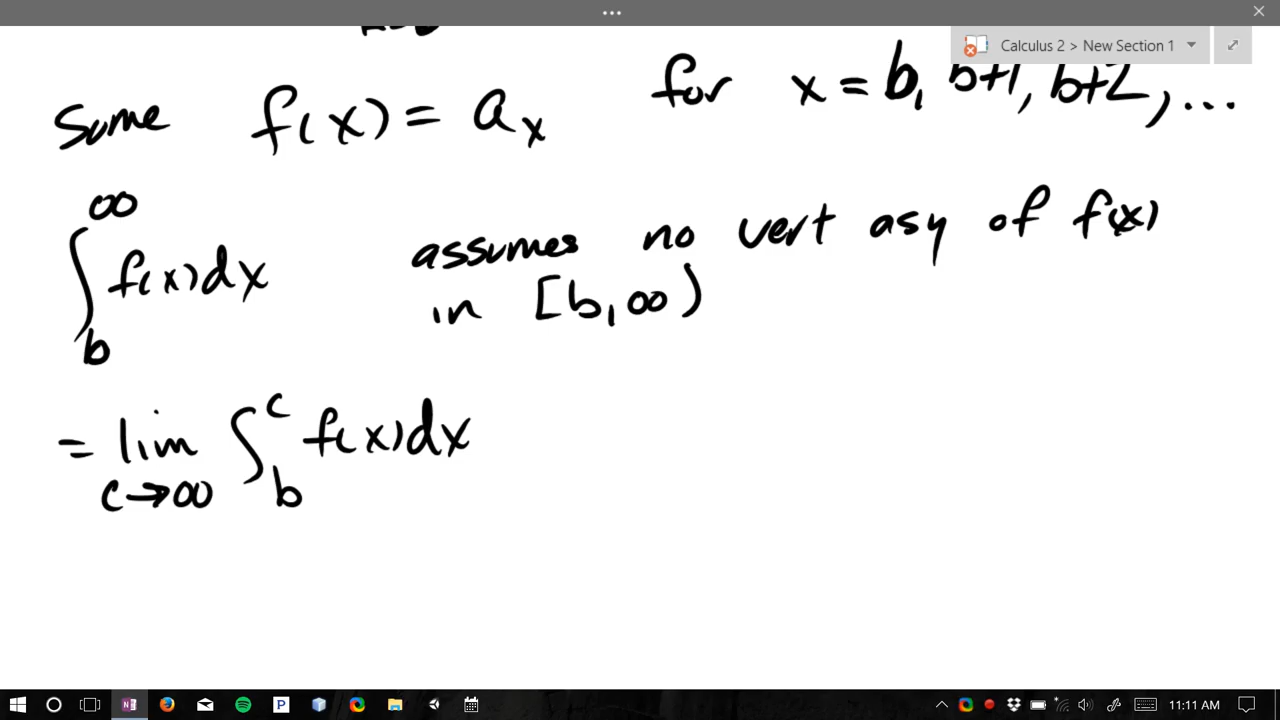 Calculus 2 > New Section 1
Some f(x) = aₓ for x = b, b+1, b+2, ...
∫_b^∞ f(x)dx assumes no vert asy of f(x)
in [b, ∞)
= lim_{c→∞} ∫_b^c f(x)dx
11:11 AM